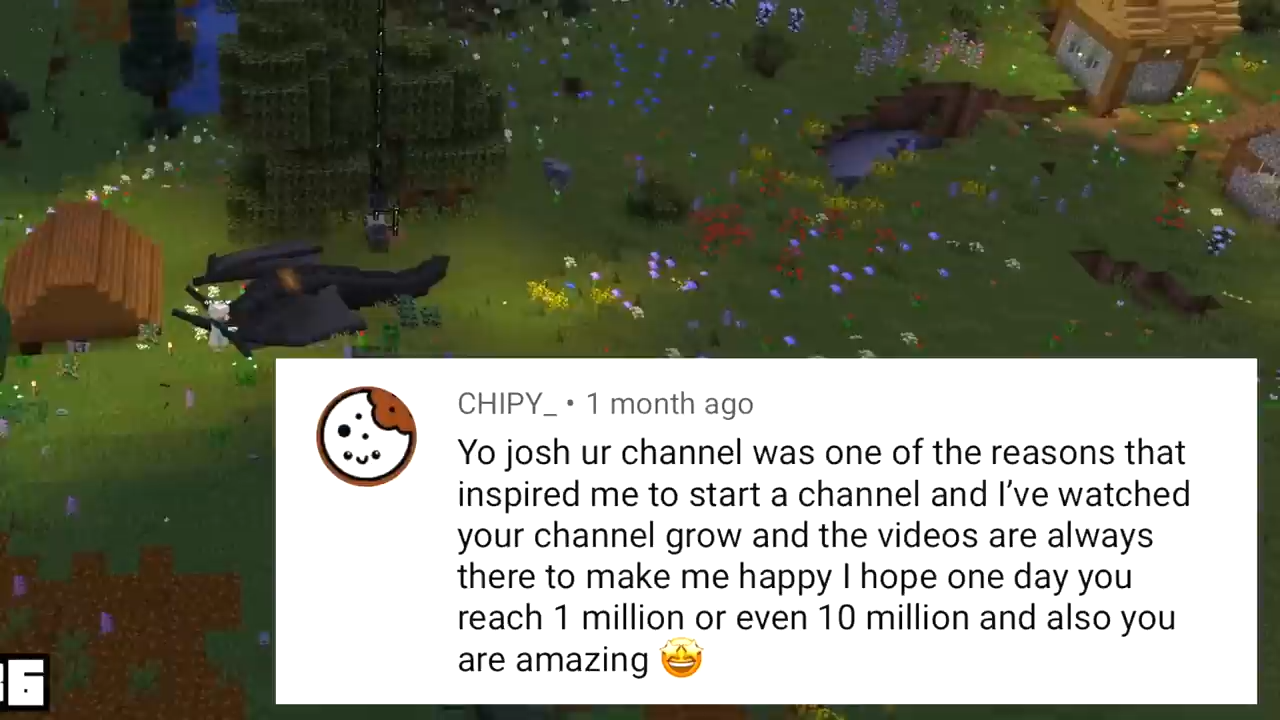 CHIPY_ • 1 month ago
Yo josh ur channel was one of the reasons that
inspired me to start a channel and I’ve watched
your channel grow and the videos are always
there to make me happy I hope one day you
reach 1 million or even 10 million and also you
are amazing 🤩